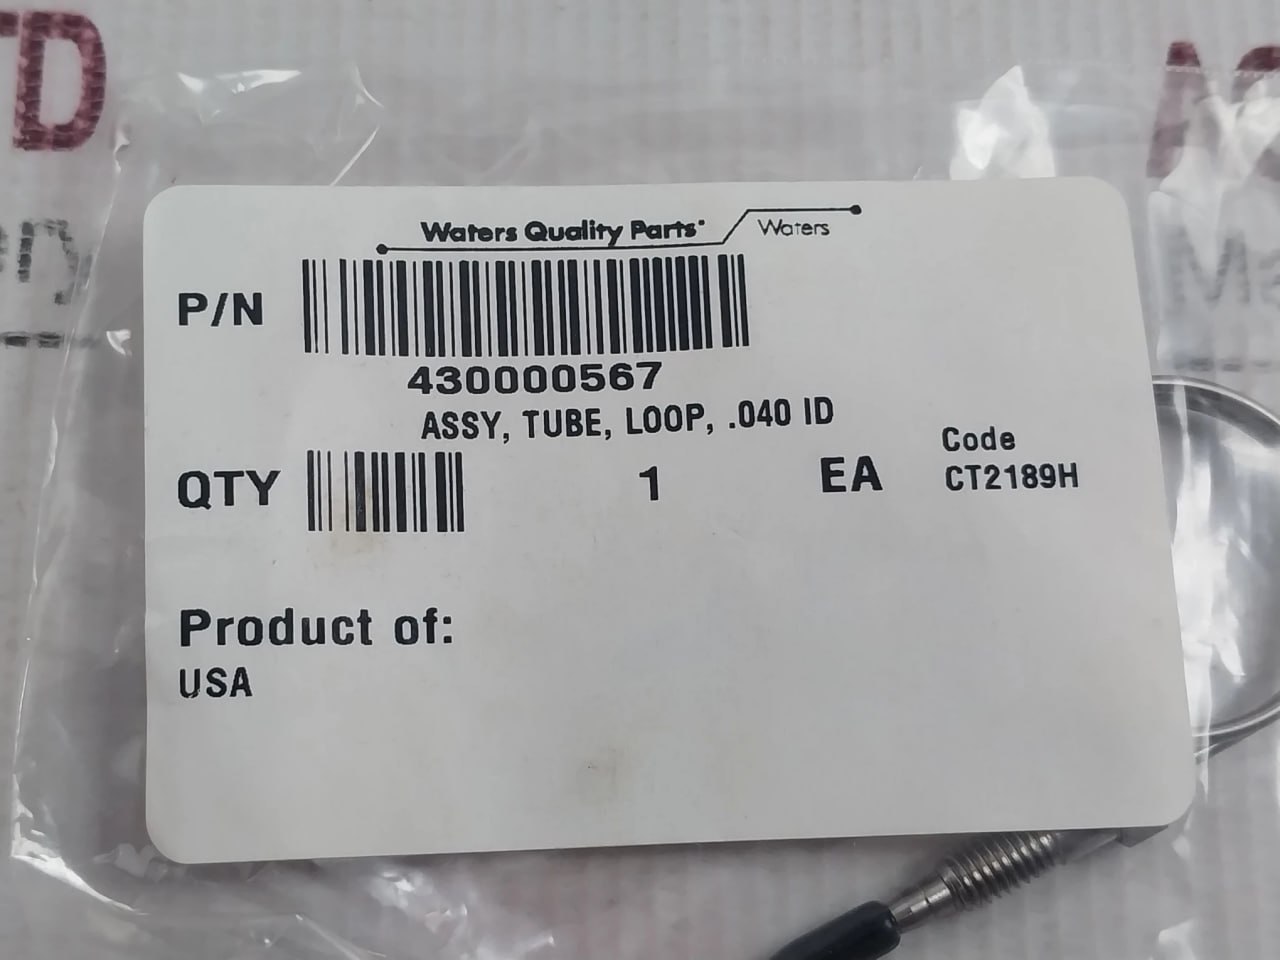 Waters Quality Parts
Waters
P/N
430000567
ASSY, TUBE, LOOP, .040 ID
QTY 1 EA
Code
CT2189H
Product of:
USA